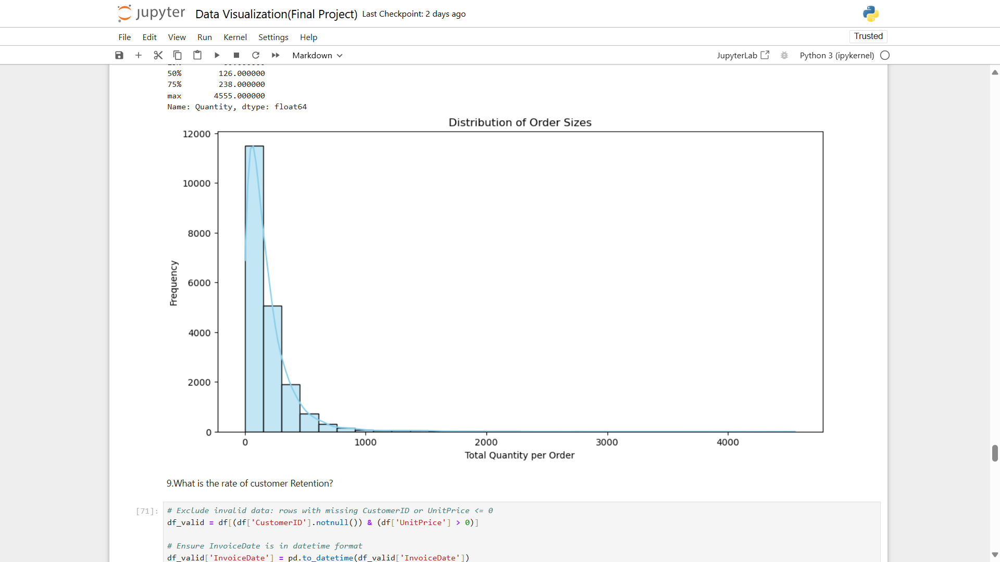 jupyter Data Visualization(Final Project) Last Checkpoint: 2 days ago
File Edit View Run Kernel Settings Help Trusted
Markdown JupyterLab Python 3 (ipykernel)
50% 126.000000
75% 238.000000
max 4555.000000
Name: Quantity, dtype: float64
Distribution of Order Sizes
12000
10000
8000
6000
4000
2000
0
Frequency
0 1000 2000 3000 4000
Total Quantity per Order
9.What is the rate of customer Retention?
[71]: # Exclude invalid data: rows with missing CustomerID or UnitPrice <= 0
df_valid = df[(df['CustomerID'].notnull()) & (df['UnitPrice'] > 0)]
# Ensure InvoiceDate is in datetime format
df_valid['InvoiceDate'] = pd.to_datetime(df_valid['InvoiceDate'])